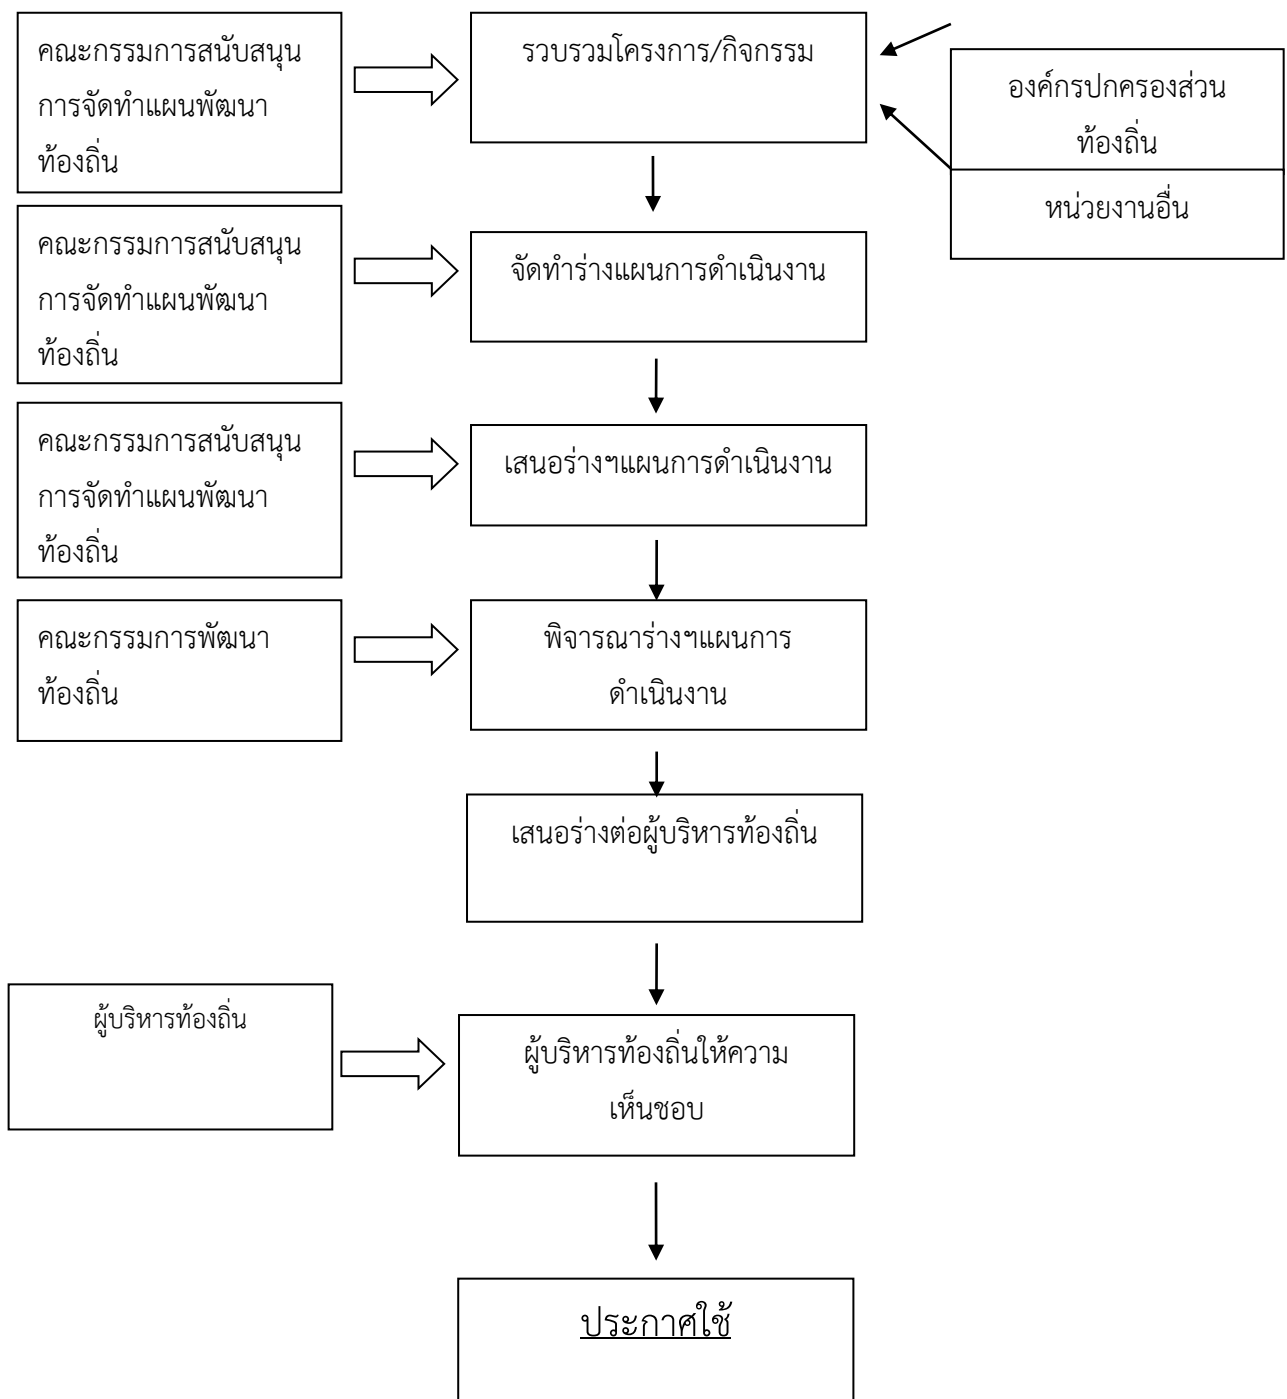 คณะกรรมการสนับสนุน
การจัดทำแผนพัฒนา
ท้องถิ่น
รวบรวมโครงการ/กิจกรรม
องค์กรปกครองส่วน
ท้องถิ่น
หน่วยงานอื่น
คณะกรรมการสนับสนุน
การจัดทำแผนพัฒนา
ท้องถิ่น
จัดทำร่างแผนการดำเนินงาน
คณะกรรมการสนับสนุน
การจัดทำแผนพัฒนา
ท้องถิ่น
เสนอร่างฯแผนการดำเนินงาน
คณะกรรมการพัฒนา
ท้องถิ่น
พิจารณาร่างฯแผนการ
ดำเนินงาน
เสนอร่างต่อผู้บริหารท้องถิ่น
ผู้บริหารท้องถิ่น
ผู้บริหารท้องถิ่นให้ความ
เห็นชอบ
ประกาศใช้